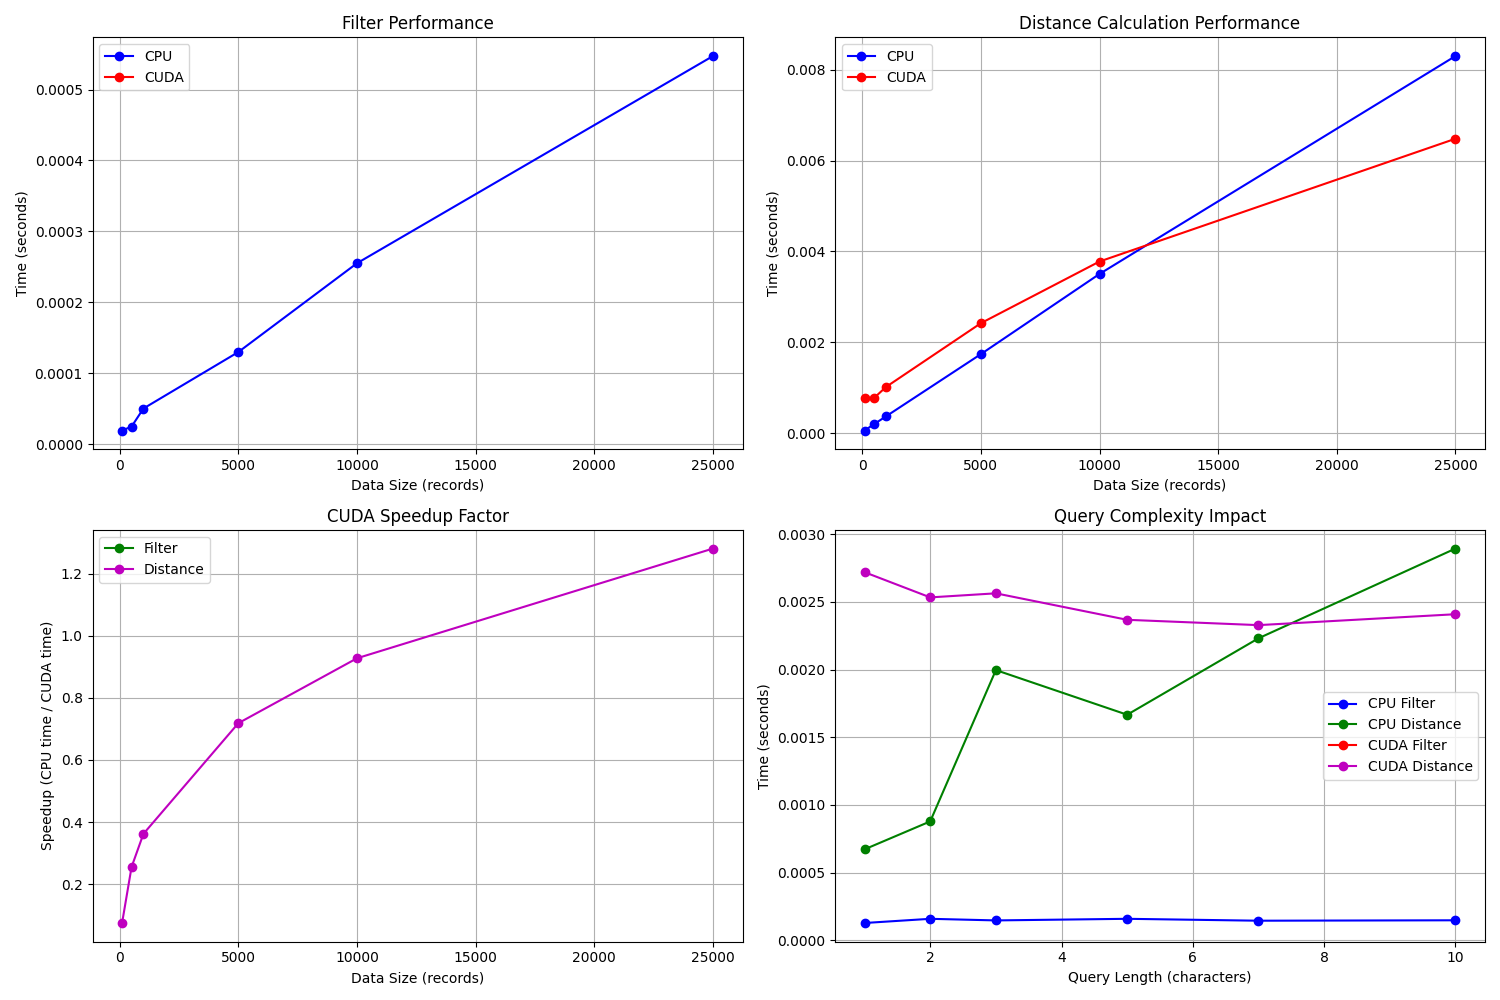 Filter Performance
CPU
CUDA
0.0005
0.0004
0.0003
0.0002
0.0001
0.0000
Time (seconds)
0 5000 10000 15000 20000 25000
Data Size (records)
Distance Calculation Performance
CPU
CUDA
0.008
0.006
0.004
0.002
0.000
Time (seconds)
0 5000 10000 15000 20000 25000
Data Size (records)
CUDA Speedup Factor
Filter
Distance
1.2
1.0
0.8
0.6
0.4
0.2
Speedup (CPU time / CUDA time)
0 5000 10000 15000 20000 25000
Data Size (records)
Query Complexity Impact
0.0030
0.0025
0.0020
0.0015
0.0010
0.0005
0.0000
Time (seconds)
CPU Filter
CPU Distance
CUDA Filter
CUDA Distance
2 4 6 8 10
Query Length (characters)